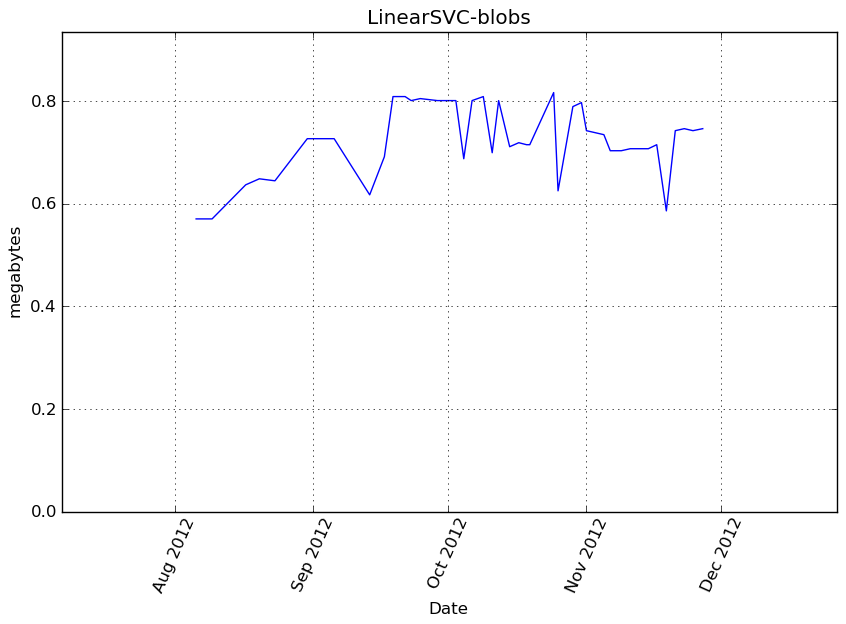 LinearSVC-blobs
megabytes
0.8
0.6
0.4
0.2
0.0
Aug 2012
Sep 2012
Oct 2012
Nov 2012
Dec 2012
Date